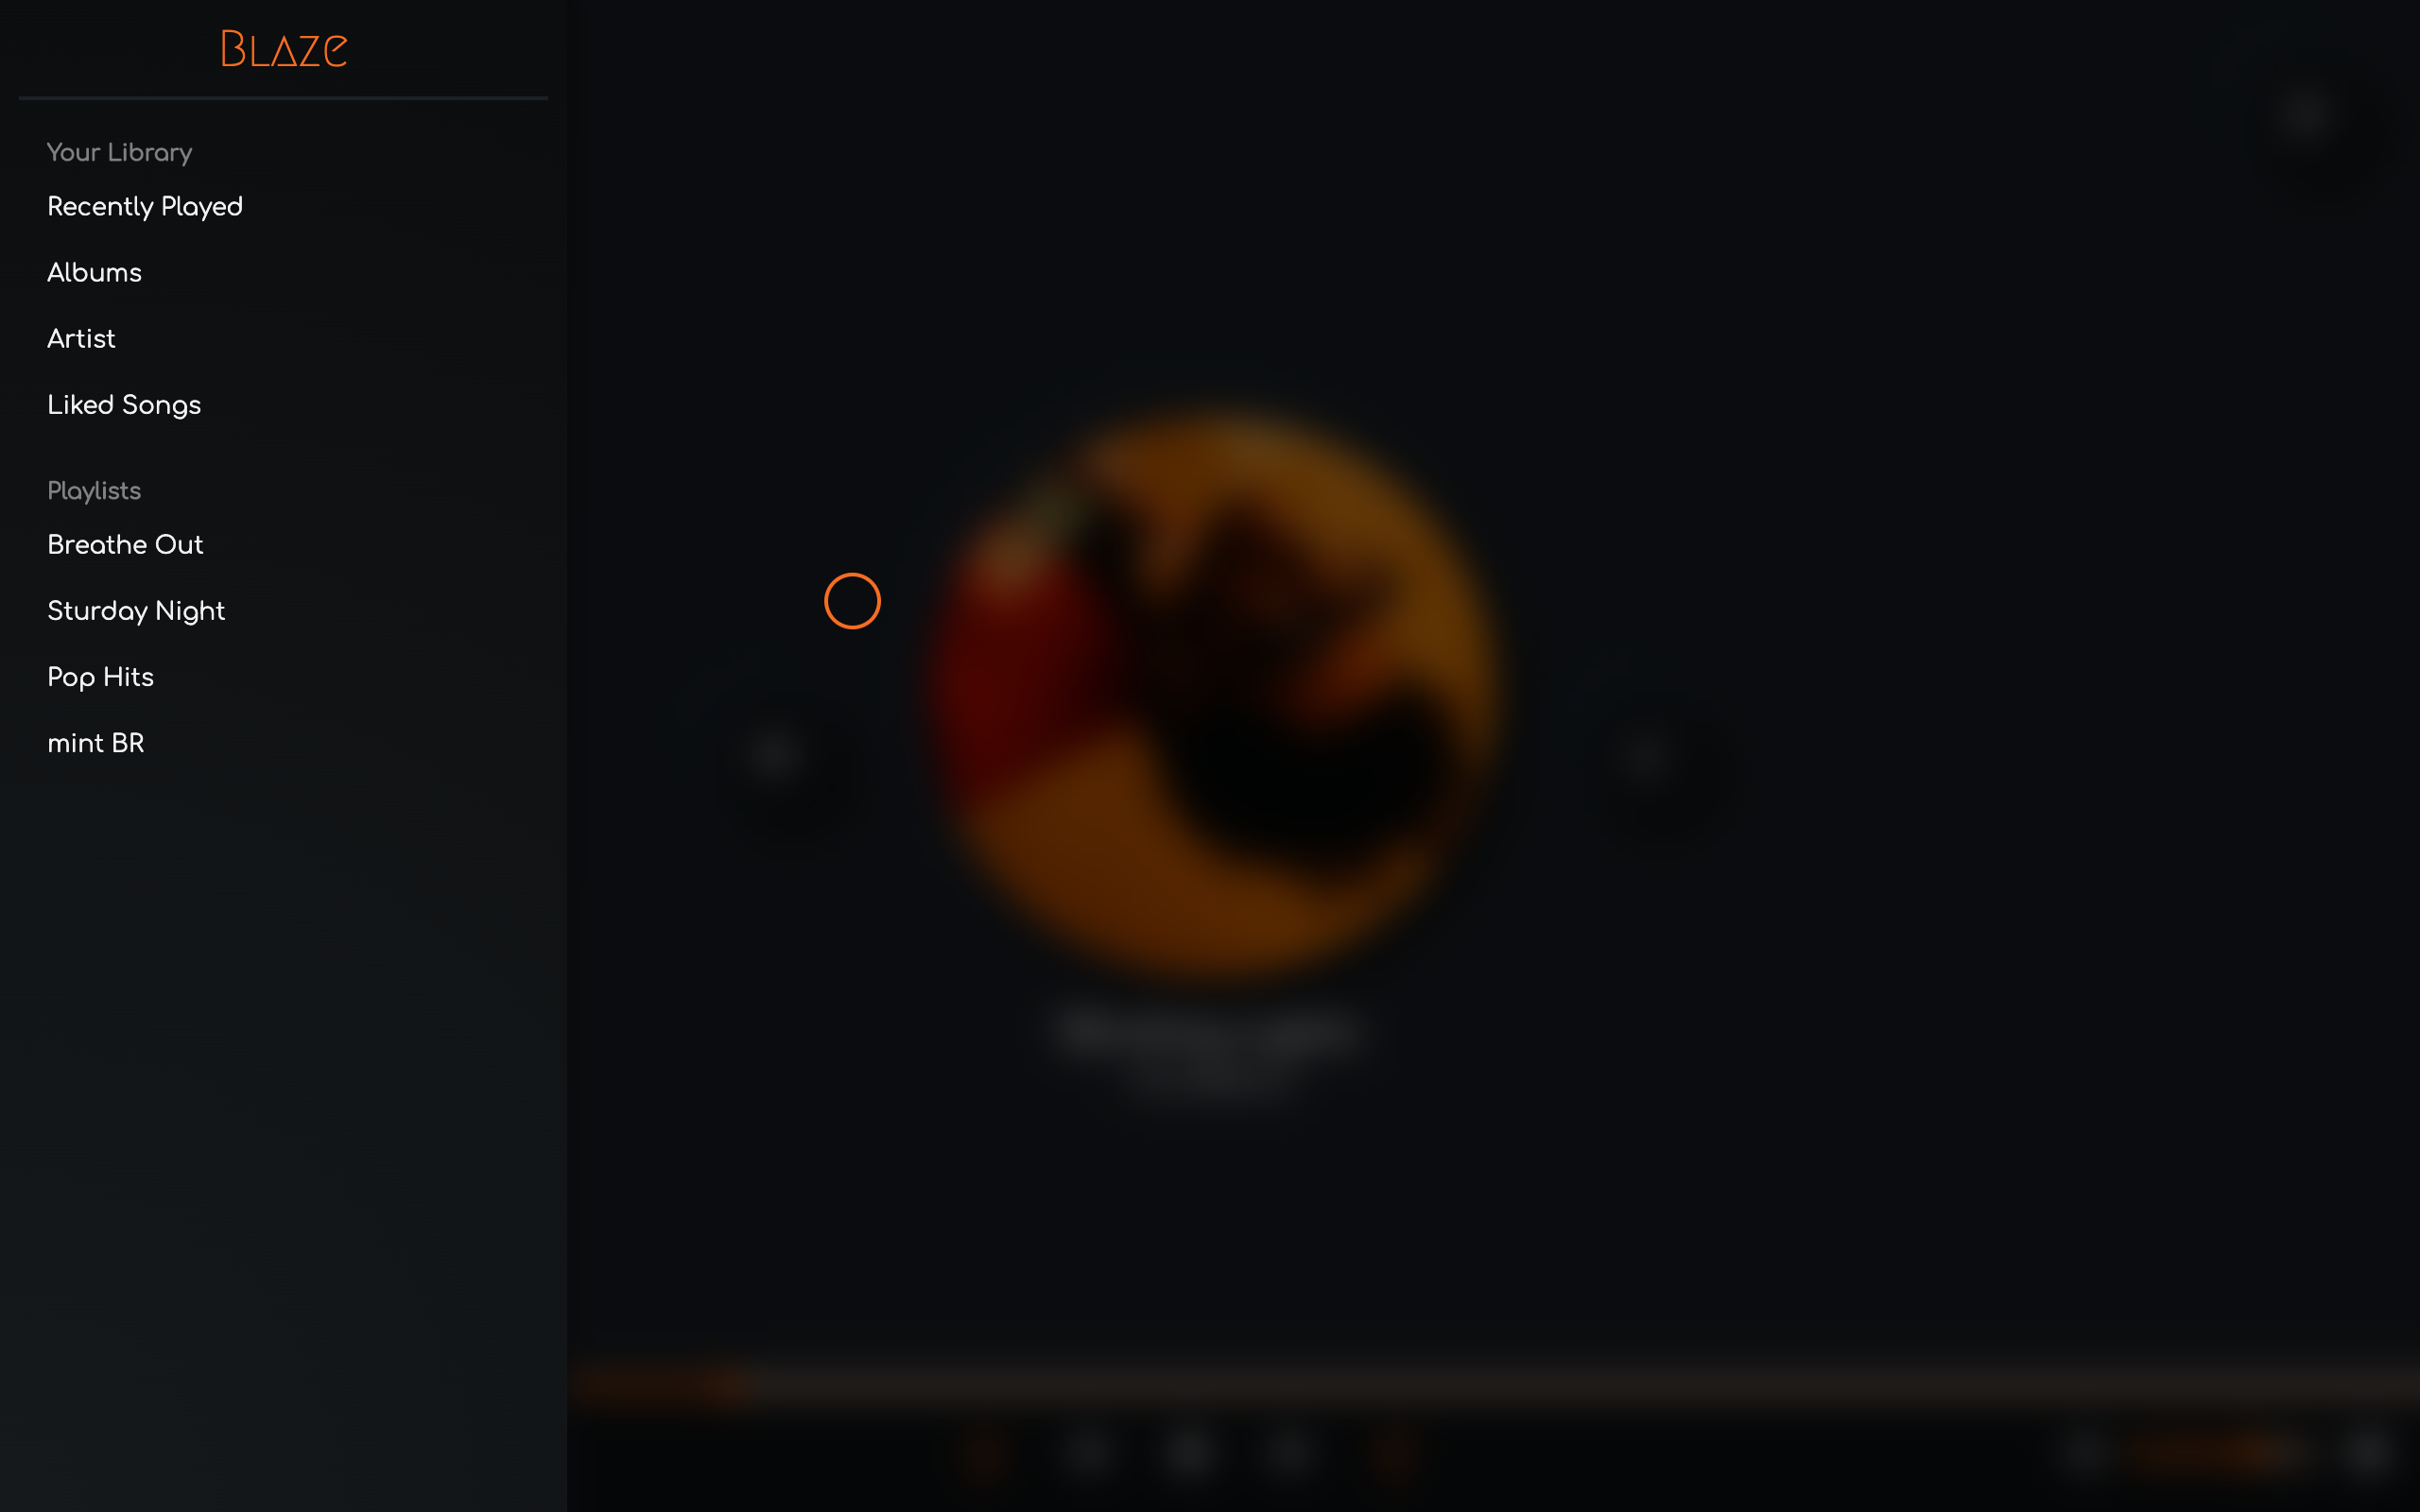 Blaze
Your Library
Recently Played
Albums
Artist
Liked Songs
Playlists
Breathe Out
Sturday Night
Pop Hits
mint BR